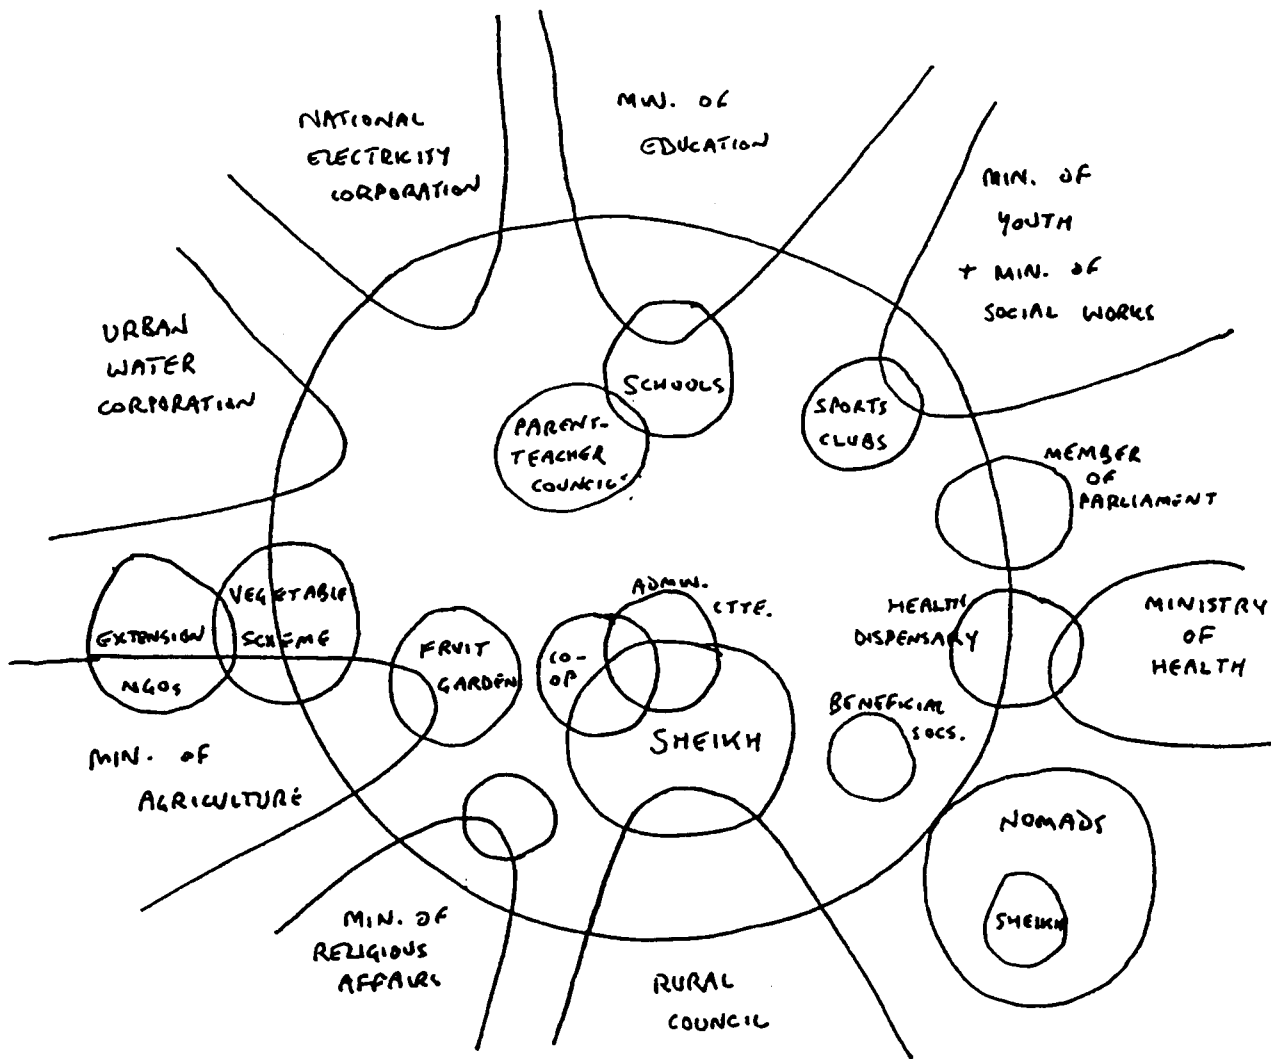 NATIONAL
ELECTRICITY
CORPORATION
MIN. OF
EDUCATION
MIN. OF
YOUTH
+ MIN. OF
SOCIAL WORKS
URBAN
WATER
CORPORATION
SCHOOLS
PARENT-
TEACHER
COUNCIL
SPORTS
CLUBS
MEMBER
OF
PARLIAMENT
EXTENSION
NGOs
VEGETABLE
SCHEME
FRUIT
GARDEN
CO-
OP
ADMIN.
CTTE.
SHEIKH
HEALTH
DISPENSARY
MINISTRY
OF
HEALTH
BENEFICIAL
SOCS.
MIN. OF
AGRICULTURE
NOMADS
SHEIKH
MIN. OF
RELIGIOUS
AFFAIRS
RURAL
COUNCIL